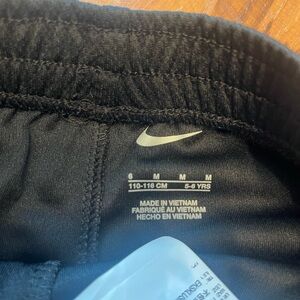 6 M M M
110-116 CM 5-6 YRS
MADE IN VIETNAM
FABRIQUÉ AU VIETNAM
HECHO EN VIETNAM